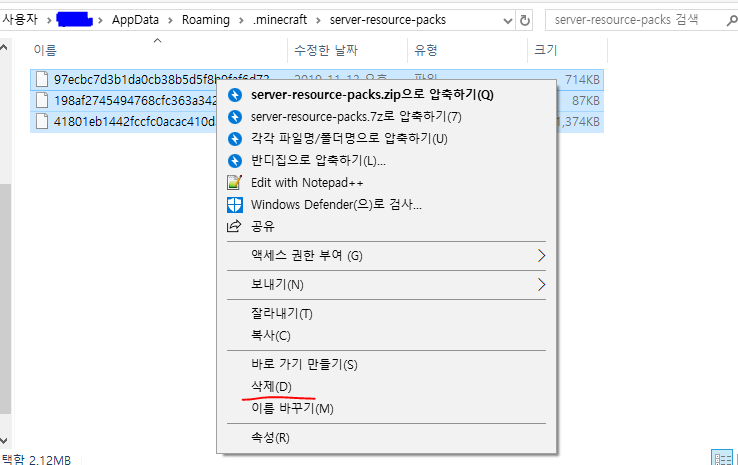 사용자 > > AppData > Roaming > .minecraft > server-resource-packs
server-resource-packs 검색
이름 수정한 날짜 유형 크기
97ecbc7d3b1da0cb38b5d5f8b0faf6d73 2019-11-13 오후 파일 714KB
198af2745494768cfc363a342 87KB
41801eb1442fccfc0acac410d 1,374KB
server-resource-packs.zip으로 압축하기(Q)
server-resource-packs.7z로 압축하기(7)
각각 파일명/폴더명으로 압축하기(U)
반디집으로 압축하기(L)...
Edit with Notepad++
Windows Defender(으)로 검사...
공유
액세스 권한 부여 (G)
보내기(N)
잘라내기(T)
복사(C)
바로 가기 만들기(S)
삭제(D)
이름 바꾸기(M)
속성(R)
택함 2.12MB